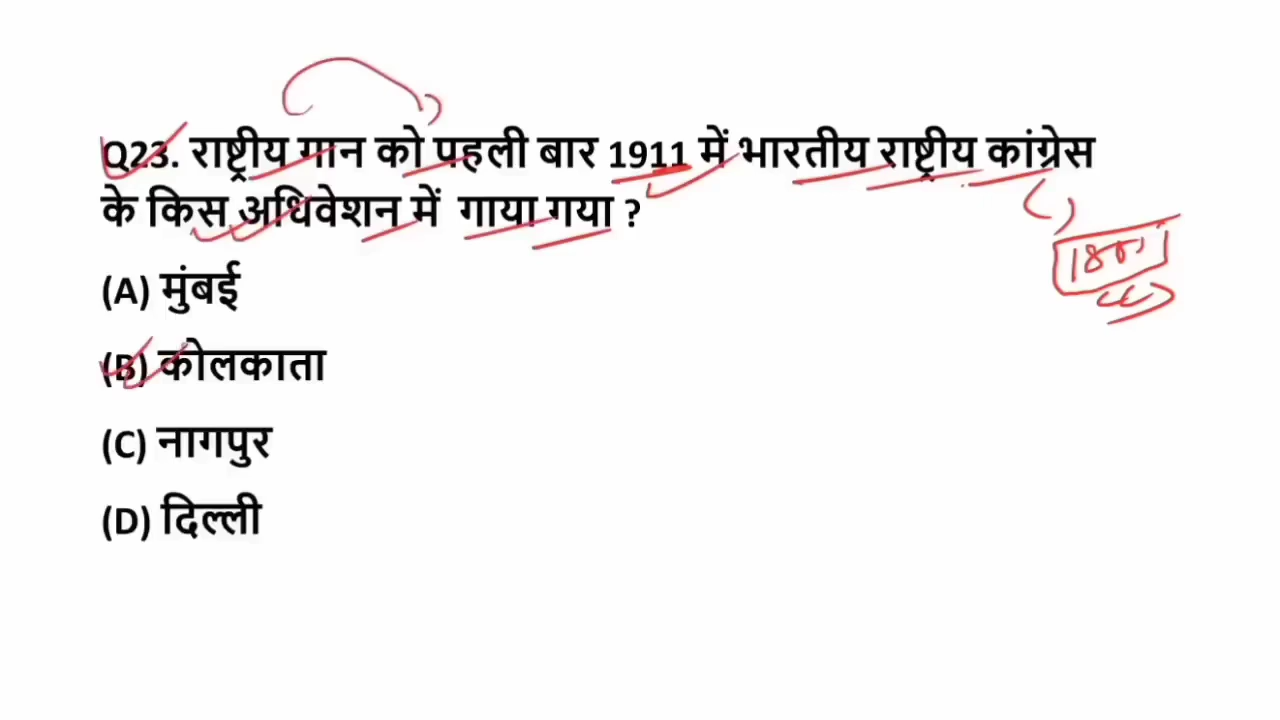 Q23. राष्ट्रीय गान को पहली बार 1911 में भारतीय राष्ट्रीय कांग्रेस
के किस अधिवेशन में गाया गया ?
(A) मुंबई
(B) कोलकाता
(C) नागपुर
(D) दिल्ली